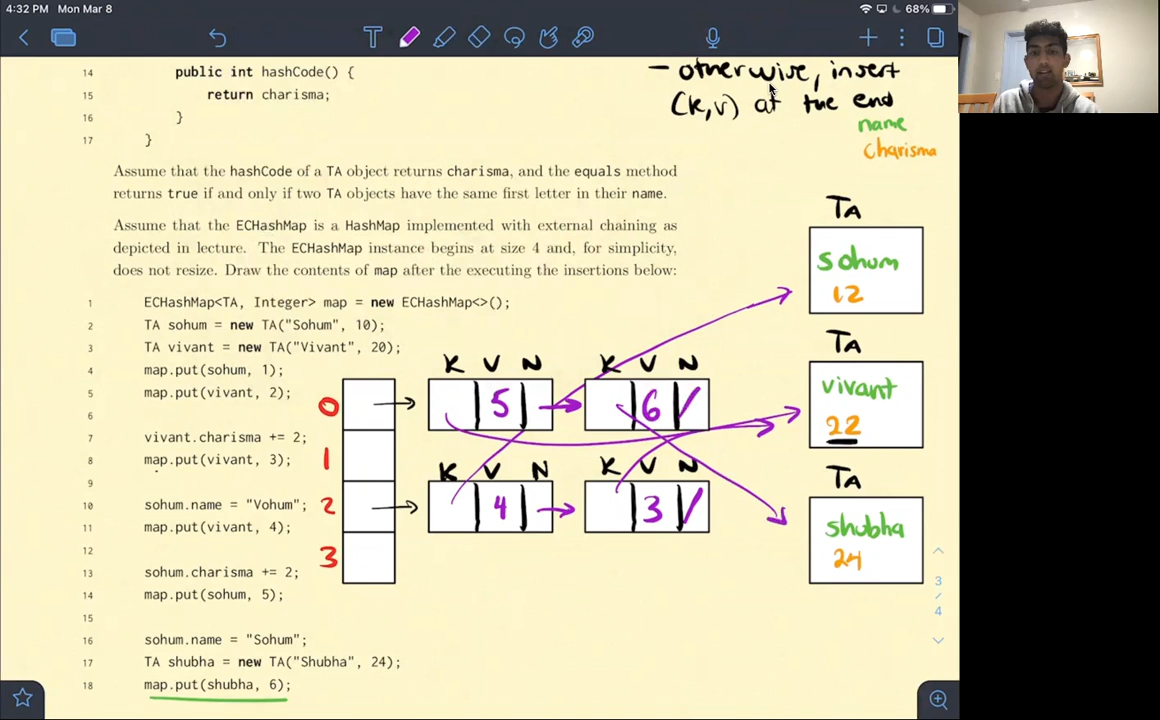 4:32 PM Mon Mar 8
68%
14 public int hashCode() {
15 return charisma;
16 }
17 }
– otherwise, insert
(K,V) at the end
name
charisma
Assume that the hashCode of a TA object returns charisma, and the equals method
returns true if and only if two TA objects have the same first letter in their name.
Assume that the ECHashMap is a HashMap implemented with external chaining as
depicted in lecture. The ECHashMap instance begins at size 4 and, for simplicity,
does not resize. Draw the contents of map after the executing the insertions below:
1 ECHashMap<TA, Integer> map = new ECHashMap<>();
2 TA sohum = new TA("Sohum", 10);
3 TA vivant = new TA("Vivant", 20);
4 map.put(sohum, 1);
5 map.put(vivant, 2);
6
7 vivant.charisma += 2;
8 map.put(vivant, 3);
9
10 sohum.name = "Vohum";
11 map.put(vivant, 4);
12
13 sohum.charisma += 2;
14 map.put(sohum, 5);
15
16 sohum.name = "Sohum";
17 TA shubha = new TA("Shubha", 24);
18 map.put(shubha, 6);
0
1
2
3
K V N
5
K V N
6
K V N
4
K V N
3
TA
sohum
12
TA
vivant
22
TA
shubha
24
3
/
4